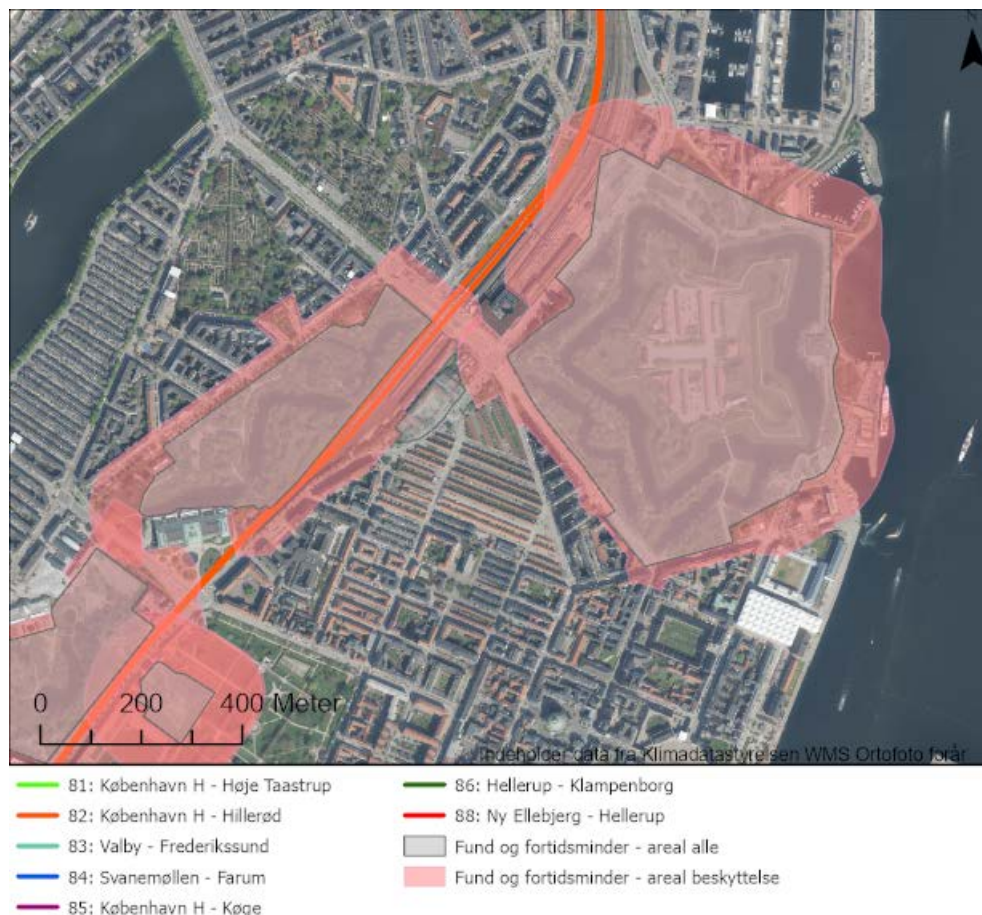 0 200 400 Meter
Indeholder data fra Klimadatastyrelsen WMS Ortofoto forår
81: København H - Høje Taastrup
82: København H - Hillerød
83: Valby - Frederikssund
84: Svanemøllen - Farum
85: København H - Køge
86: Hellerup - Klampenborg
88: Ny Ellebjerg - Hellerup
Fund og fortidsminder - areal alle
Fund og fortidsminder - areal beskyttelse